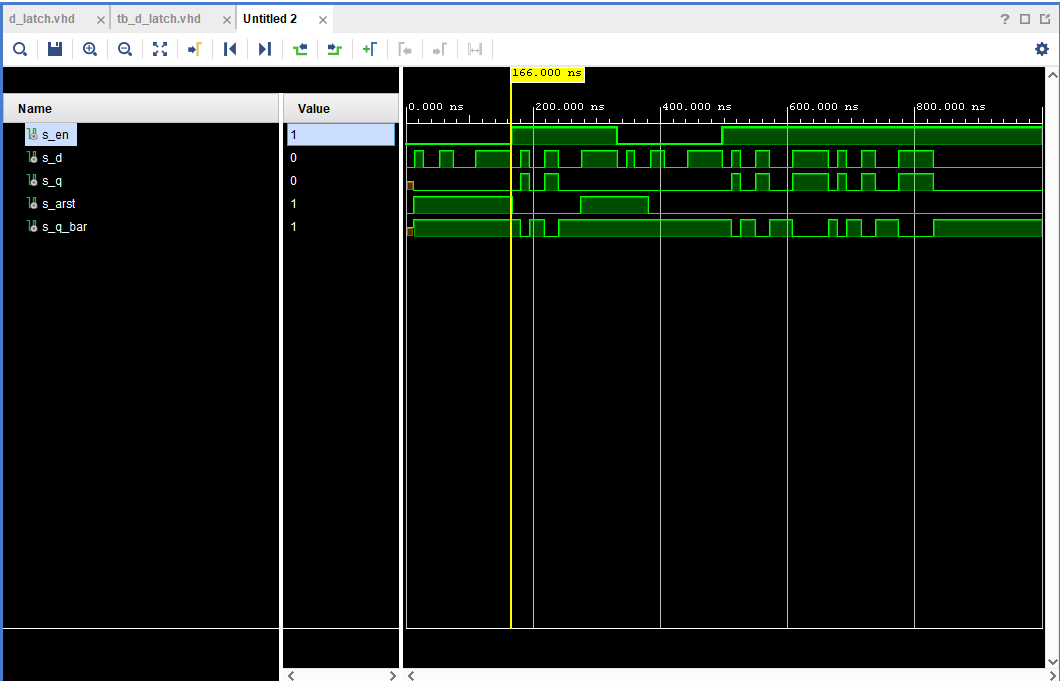 d_latch.vhd × tb_d_latch.vhd × Untitled 2 × ?
166.000 ns
Name Value 0.000 ns 200.000 ns 400.000 ns 600.000 ns 800.000 ns
s_en 1
s_d 0
s_q 0
s_arst 1
s_q_bar 1